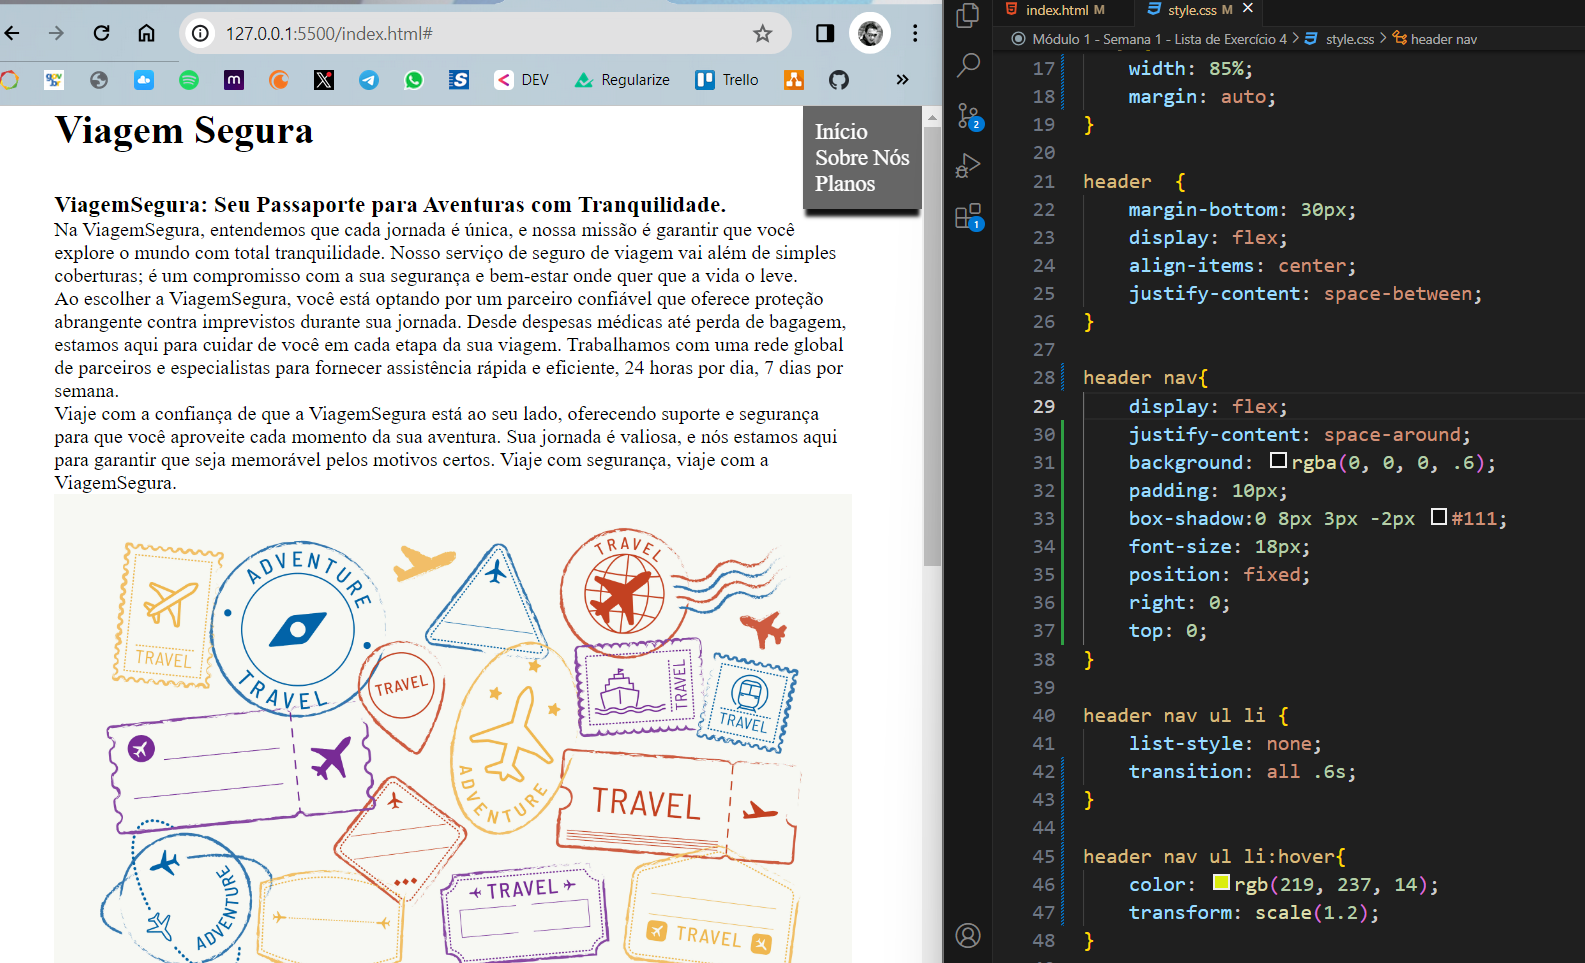 127.0.0.1:5500/index.html#
DEV
Regularize
Trello
»
Viagem Segura
Início
Sobre Nós
Planos
ViagemSegura: Seu Passaporte para Aventuras com Tranquilidade.
Na ViagemSegura, entendemos que cada jornada é única, e nossa missão é garantir que você
explore o mundo com total tranquilidade. Nosso serviço de seguro de viagem vai além de simples
coberturas; é um compromisso com a sua segurança e bem-estar onde quer que a vida o leve.
Ao escolher a ViagemSegura, você está optando por um parceiro confiável que oferece proteção
abrangente contra imprevistos durante sua jornada. Desde despesas médicas até perda de bagagem,
estamos aqui para cuidar de você em cada etapa da sua viagem. Trabalhamos com uma rede global
de parceiros e especialistas para fornecer assistência rápida e eficiente, 24 horas por dia, 7 dias por
semana.
Viaje com a confiança de que a ViagemSegura está ao seu lado, oferecendo suporte e segurança
para que você aproveite cada momento da sua aventura. Sua jornada é valiosa, e nós estamos aqui
para garantir que seja memorável pelos motivos certos. Viaje com segurança, viaje com a
ViagemSegura.
TRAVEL
ADVENTURE
TRAVEL
TRAVEL
TRAVEL
TRAVEL
TRAVEL
ADVENTURE
TRAVEL
ADVENTURE
TRAVEL
TRAVEL
2
1
index.html M
style.css M
Módulo 1 - Semana 1 - Lista de Exercício 4 > style.css > header nav
17 width: 85%;
18 margin: auto;
19 }
20
21 header  {
22 margin-bottom: 30px;
23 display: flex;
24 align-items: center;
25 justify-content: space-between;
26 }
27
28 header nav{
29 display: flex;
30 justify-content: space-around;
31 background: rgba(0, 0, 0, .6);
32 padding: 10px;
33 box-shadow:0 8px 3px -2px #111;
34 font-size: 18px;
35 position: fixed;
36 right: 0;
37 top: 0;
38 }
39
40 header nav ul li {
41 list-style: none;
42 transition: all .6s;
43 }
44
45 header nav ul li:hover{
46 color: rgb(219, 237, 14);
47 transform: scale(1.2);
48 }